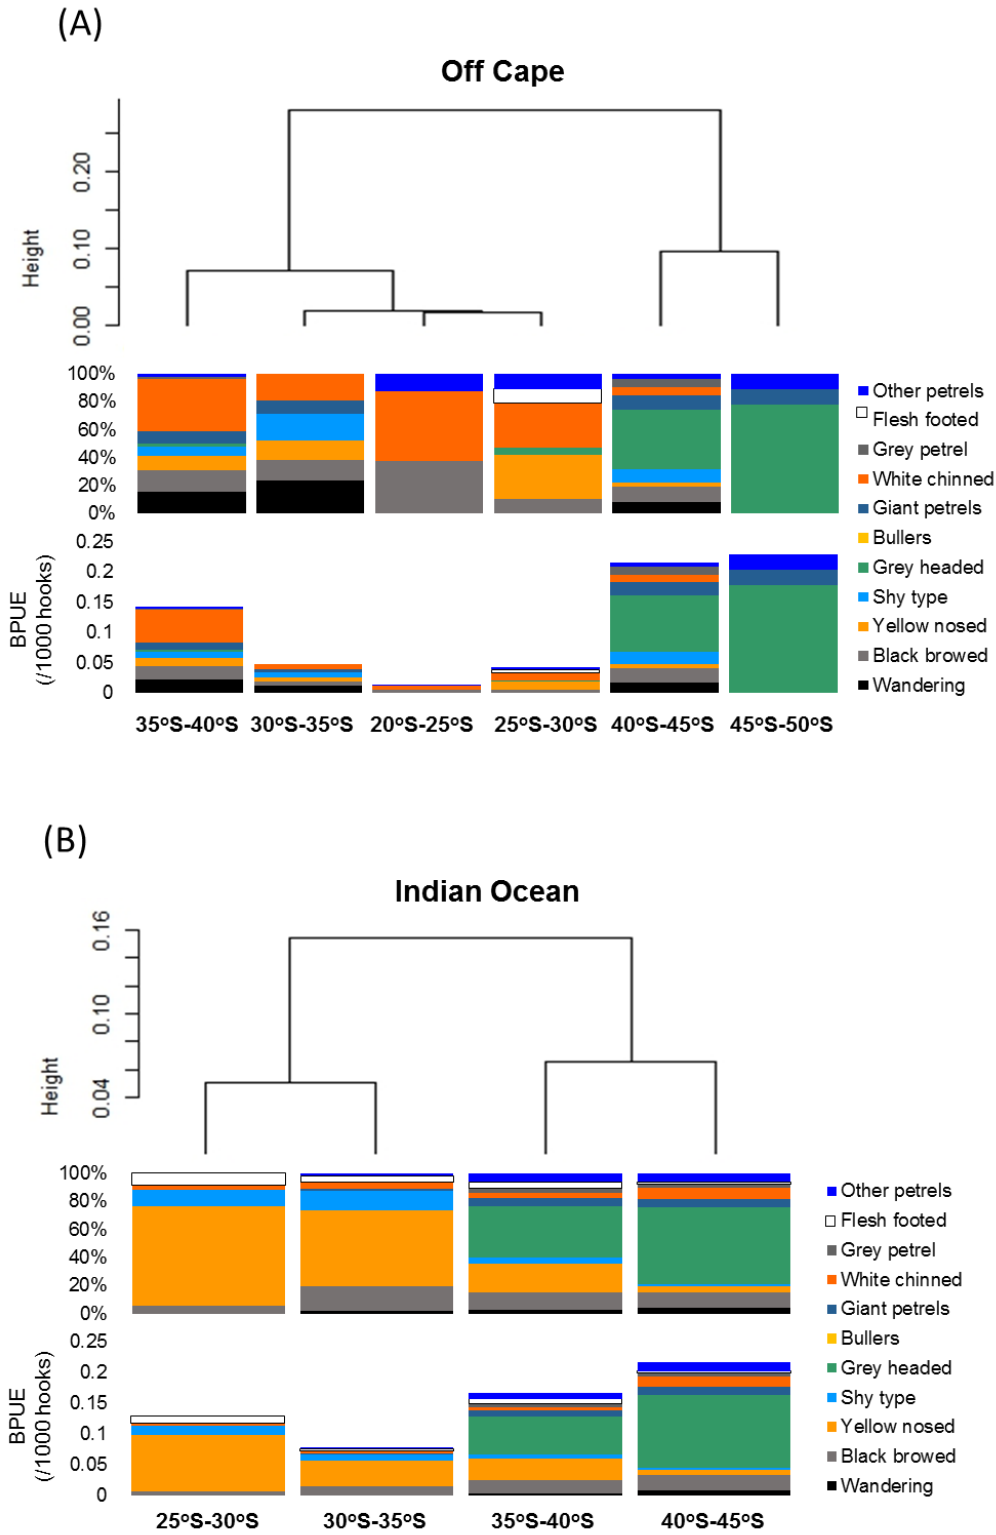 (A)
Off Cape
Height
0.20
0.10
0.00
100%
80%
60%
40%
20%
0%
Other petrels
Flesh footed
Grey petrel
White chinned
Giant petrels
Bullers
Grey headed
Shy type
Yellow nosed
Black browed
Wandering
BPUE
(/1000 hooks)
0.25
0.2
0.15
0.1
0.05
0
35°S-40°S 30°S-35°S 20°S-25°S 25°S-30°S 40°S-45°S 45°S-50°S
(B)
Indian Ocean
Height
0.16
0.10
0.04
100%
80%
60%
40%
20%
0%
Other petrels
Flesh footed
Grey petrel
White chinned
Giant petrels
Bullers
Grey headed
Shy type
Yellow nosed
Black browed
Wandering
BPUE
(/1000 hooks)
0.25
0.2
0.15
0.1
0.05
0
25°S-30°S 30°S-35°S 35°S-40°S 40°S-45°S